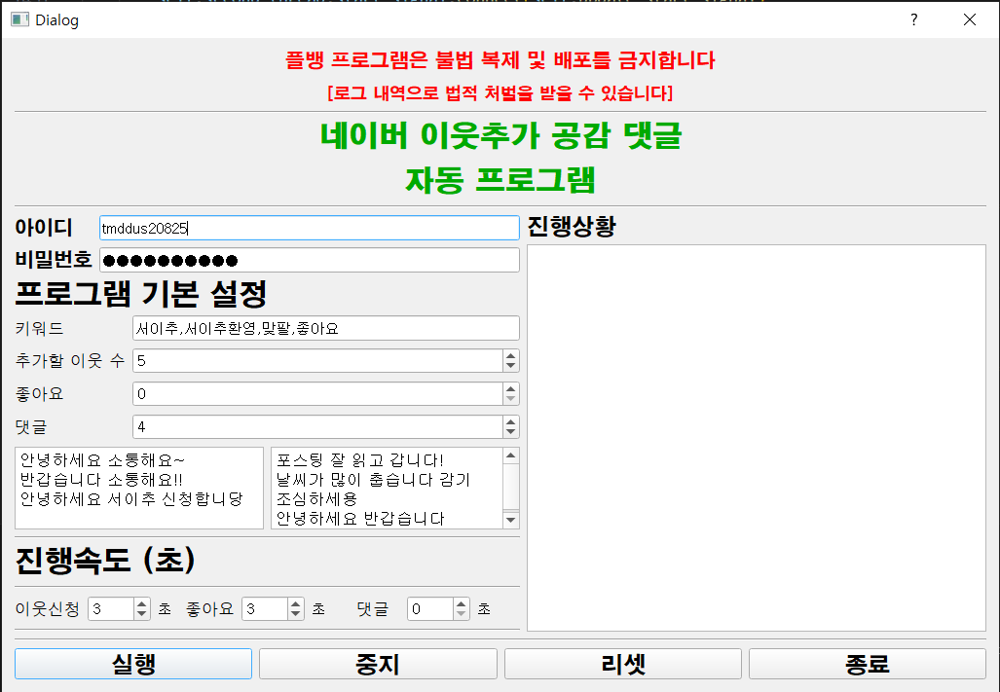 Dialog
?
플뱅 프로그램은 불법 복제 및 배포를 금지합니다
[로그 내역으로 법적 처벌을 받을 수 있습니다]
네이버 이웃추가 공감 댓글
자동 프로그램
아이디 tmddus20825
비밀번호 ●●●●●●●●●●
프로그램 기본 설정
키워드 서이추,서이추환영,맞팔,좋아요
추가할 이웃 수 5
좋아요 0
댓글 4
안녕하세요 소통해요~
반갑습니다 소통해요!!
안녕하세요 서이추 신청합니당
포스팅 잘 읽고 갑니다!
날씨가 많이 춥습니다 감기
조심하세용
안녕하세요 반갑습니다
진행속도 (초)
이웃신청 3 초 좋아요 3 초 댓글 0 초
진행상황
실행 중지 리셋 종료